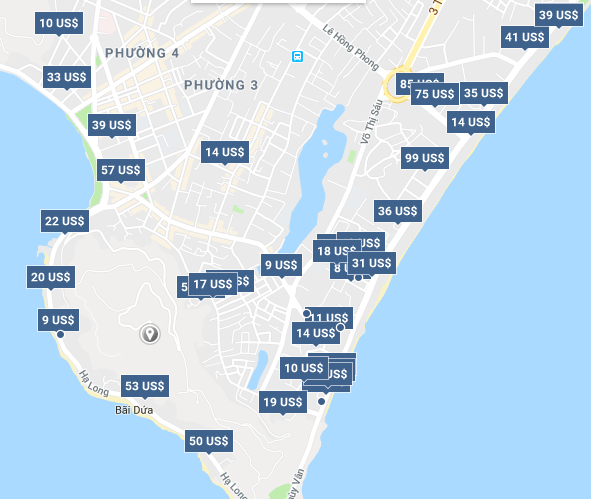 39 US$
10 US$
41 US$
Lê Hồng Phong
PHƯỜNG 4
33 US$
PHƯỜNG 3
75 US$
35 US$
39 US$
Võ Thị Sáu
14 US$
14 US$
99 US$
57 US$
36 US$
22 US$
18 US$
9 US$
31 US$
20 US$
17 US$
9 US$
11 US$
14 US$
10 US$
US$
Hạ Long
53 US$
Bãi Dứa
19 US$
50 US$
Hạ Long